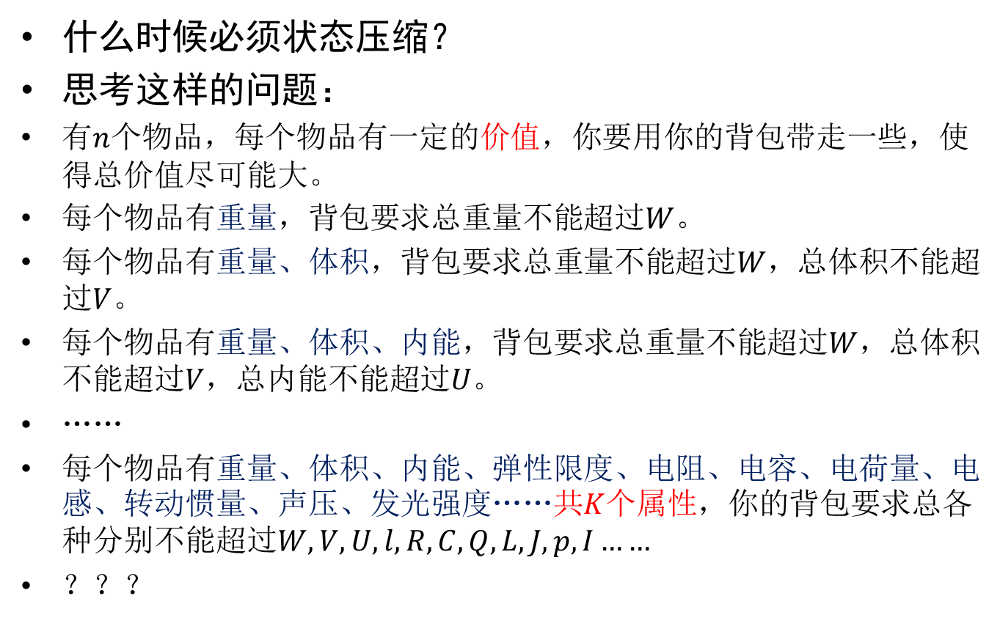 • 什么时候必须状态压缩？
• 思考这样的问题：
• 有n个物品，每个物品有一定的价值，你要用你的背包带走一些，使
得总价值尽可能大。
• 每个物品有重量，背包要求总重量不能超过W。
• 每个物品有重量、体积，背包要求总重量不能超过W，总体积不能超
过V。
• 每个物品有重量、体积、内能，背包要求总重量不能超过W，总体积
不能超过V，总内能不能超过U。
• ……
• 每个物品有重量、体积、内能、弹性限度、电阻、电容、电荷量、电
感、转动惯量、声压、发光强度……共K个属性，你的背包要求总各
种分别不能超过W, V, U, l, R, C, Q, L, J, p, I … …
• ？？？